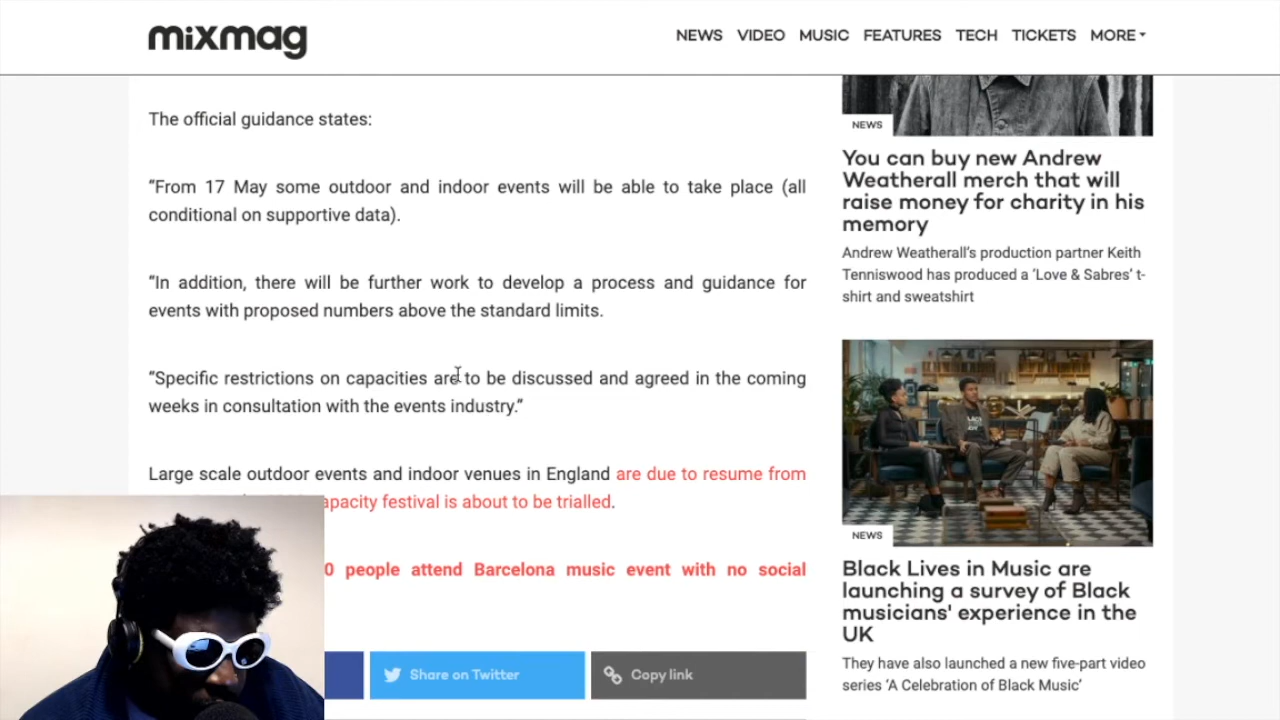 mixmag
NEWS VIDEO MUSIC FEATURES TECH TICKETS MORE
The official guidance states:
“From 17 May some outdoor and indoor events will be able to take place (all
conditional on supportive data).
“In addition, there will be further work to develop a process and guidance for
events with proposed numbers above the standard limits.
“Specific restrictions on capacities are to be discussed and agreed in the coming
weeks in consultation with the events industry.”
Large scale outdoor events and indoor venues in England are due to resume from
capacity festival is about to be trialled.
0 people attend Barcelona music event with no social
Share on Twitter
Copy link
NEWS
You can buy new Andrew
Weatherall merch that will
raise money for charity in his
memory
Andrew Weatherall’s production partner Keith
Tenniswood has produced a ‘Love & Sabres’ t-
shirt and sweatshirt
NEWS
Black Lives in Music are
launching a survey of Black
musicians' experience in the
UK
They have also launched a new five-part video
series ‘A Celebration of Black Music’